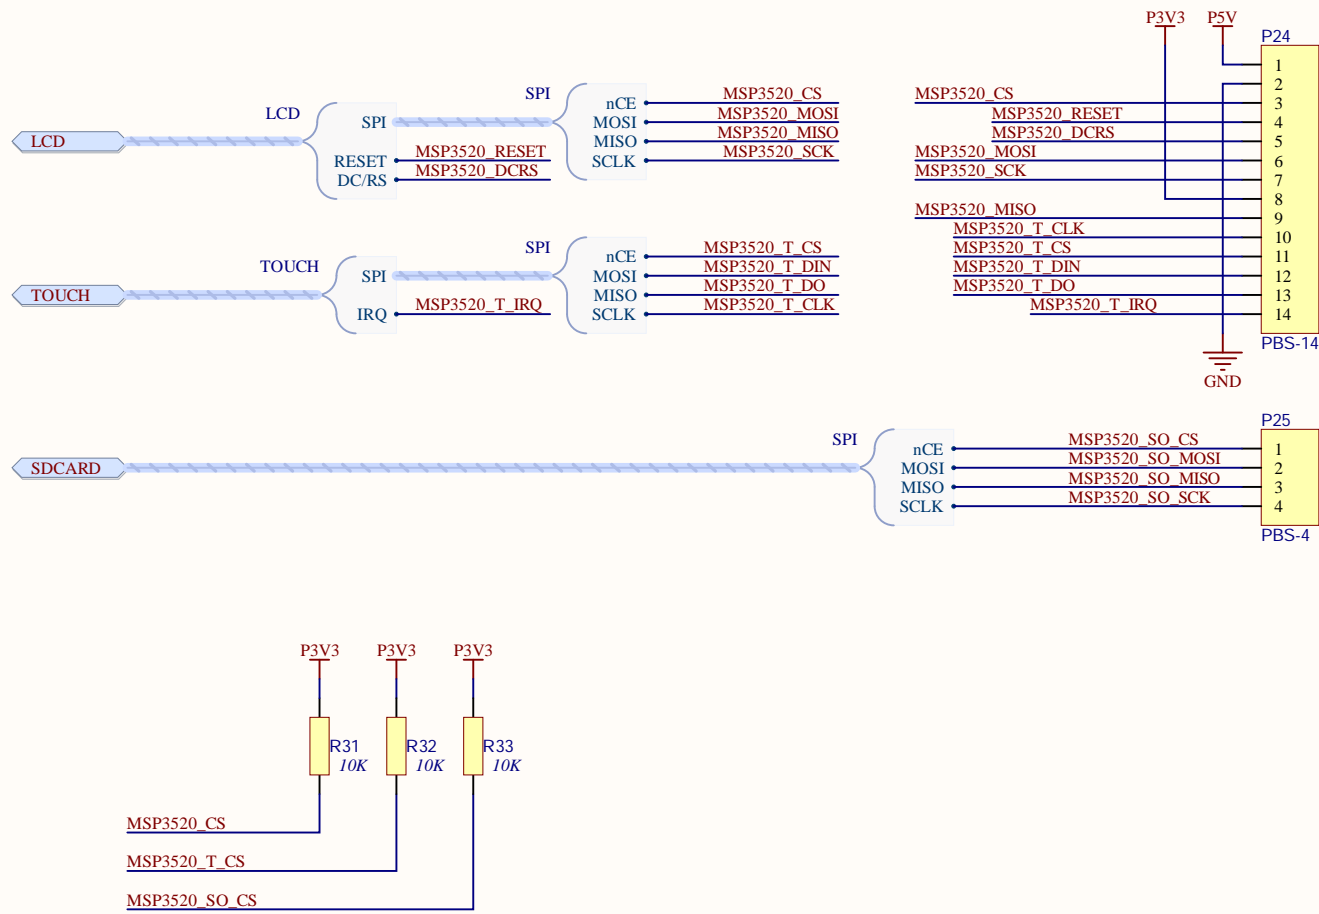 P3V3 P5V
P24
LCD
LCD
SPI
RESET
DC/RS
MSP3520_RESET
MSP3520_DCRS
SPI
nCE
MOSI
MISO
SCLK
MSP3520_CS
MSP3520_MOSI
MSP3520_MISO
MSP3520_SCK
MSP3520_CS
MSP3520_RESET
MSP3520_DCRS
MSP3520_MOSI
MSP3520_SCK
MSP3520_MISO
MSP3520_T_CLK
MSP3520_T_CS
MSP3520_T_DIN
MSP3520_T_DO
MSP3520_T_IRQ
1
2
3
4
5
6
7
8
9
10
11
12
13
14
PBS-14
GND
TOUCH
TOUCH
SPI
IRQ
MSP3520_T_IRQ
SPI
nCE
MOSI
MISO
SCLK
MSP3520_T_CS
MSP3520_T_DIN
MSP3520_T_DO
MSP3520_T_CLK
SDCARD
SPI
nCE
MOSI
MISO
SCLK
MSP3520_SO_CS
MSP3520_SO_MOSI
MSP3520_SO_MISO
MSP3520_SO_SCK
P25
1
2
3
4
PBS-4
P3V3 P3V3 P3V3
R31 R32 R33
10K 10K 10K
MSP3520_CS
MSP3520_T_CS
MSP3520_SO_CS